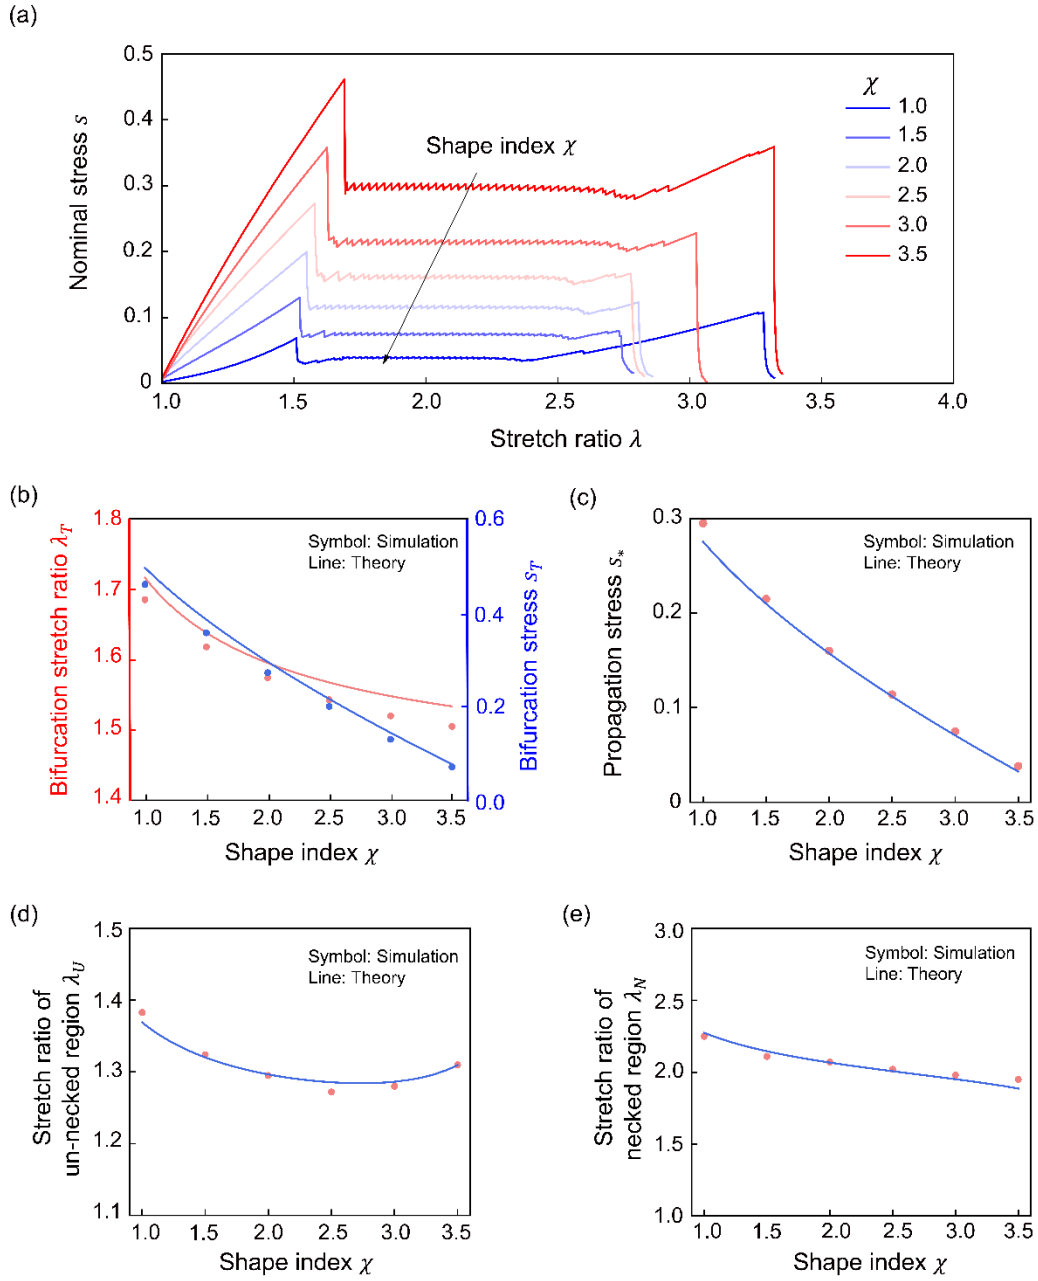 (a)
Nominal stress s
0.5
0.4
0.3
0.2
0.1
0
1.0
1.5
2.0
2.5
3.0
3.5
4.0
Stretch ratio λ
Shape index χ
χ
1.0
1.5
2.0
2.5
3.0
3.5
(b)
Bifurcation stretch ratio λ_T
1.8
1.7
1.6
1.5
1.4
Symbol: Simulation
Line: Theory
0.6
0.4
0.2
0.0
Bifurcation stress s_T
1.0 1.5 2.0 2.5 3.0 3.5
Shape index χ
(c)
Propagation stress s_*
0.3
0.2
0.1
0
Symbol: Simulation
Line: Theory
1.0 1.5 2.0 2.5 3.0 3.5
Shape index χ
(d)
Stretch ratio of
un-necked region λ_U
1.5
1.4
1.3
1.2
1.1
Symbol: Simulation
Line: Theory
1.0 1.5 2.0 2.5 3.0 3.5
Shape index χ
(e)
Stretch ratio of
necked region λ_N
3.0
2.5
2.0
1.5
1.0
Symbol: Simulation
Line: Theory
1.0 1.5 2.0 2.5 3.0 3.5
Shape index χ